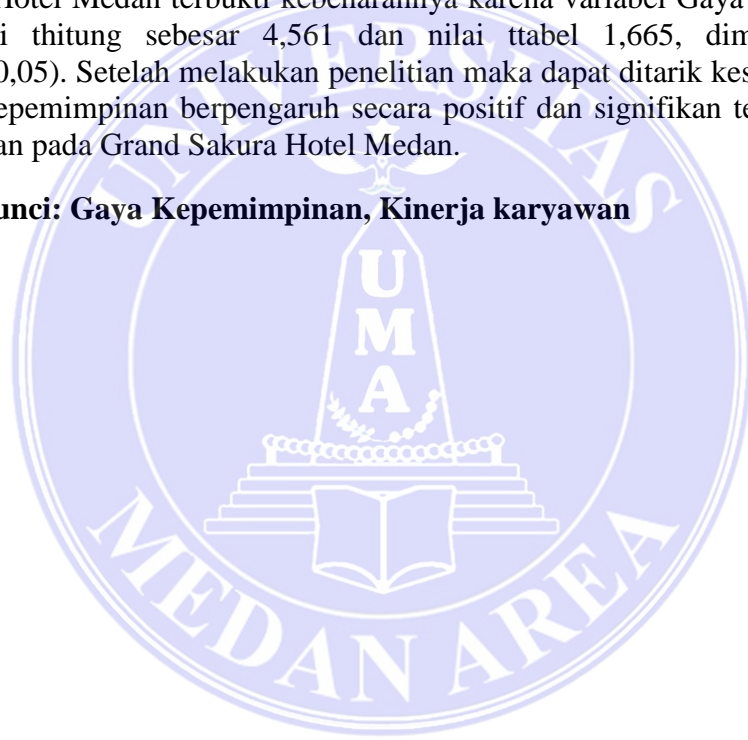 Hotel Medan terbukti kebenarannya karena variabel Gaya
i thitung sebesar 4,561 dan nilai ttabel 1,665, dim
0,05). Setelah melakukan penelitian maka dapat ditarik kes
epemimpinan berpengaruh secara positif dan signifikan te
an pada Grand Sakura Hotel Medan.
unci: Gaya Kepemimpinan, Kinerja karyawan
UNIVERSITAS
UMA
MEDAN AREA